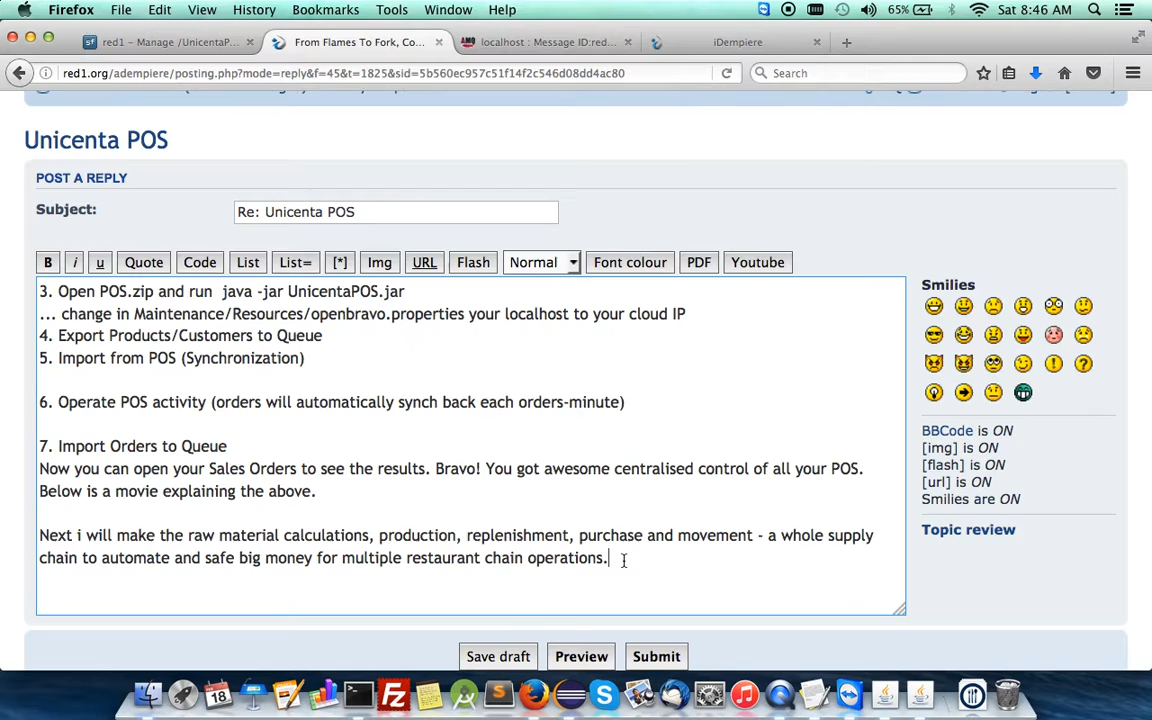 Firefox File Edit View History Bookmarks Tools Window Help 65% Sat 8:46 AM
red1 - Manage /UnicentaP... From Flames To Fork, Co... localhost : Message ID:red... iDempiere
red1.org/adempiere/posting.php?mode=reply&f=45&t=1825&sid=5b560ec957c51f14f2c546d08dd4ac80 Search
Unicenta POS
POST A REPLY
Subject: Re: Unicenta POS
B i u Quote Code List List= [*] Img URL Flash Normal Font colour PDF Youtube
3. Open POS.zip and run java -jar UnicentaPOS.jar
... change in Maintenance/Resources/openbravo.properties your localhost to your cloud IP
4. Export Products/Customers to Queue
5. Import from POS (Synchronization)
6. Operate POS activity (orders will automatically synch back each orders-minute)
7. Import Orders to Queue
Now you can open your Sales Orders to see the results. Bravo! You got awesome centralised control of all your POS.
Below is a movie explaining the above.
Next i will make the raw material calculations, production, replenishment, purchase and movement - a whole supply
chain to automate and safe big money for multiple restaurant chain operations.
Smilies
BBCode is ON
[img] is ON
[flash] is ON
[url] is ON
Smilies are ON
Topic review
Save draft Preview Submit